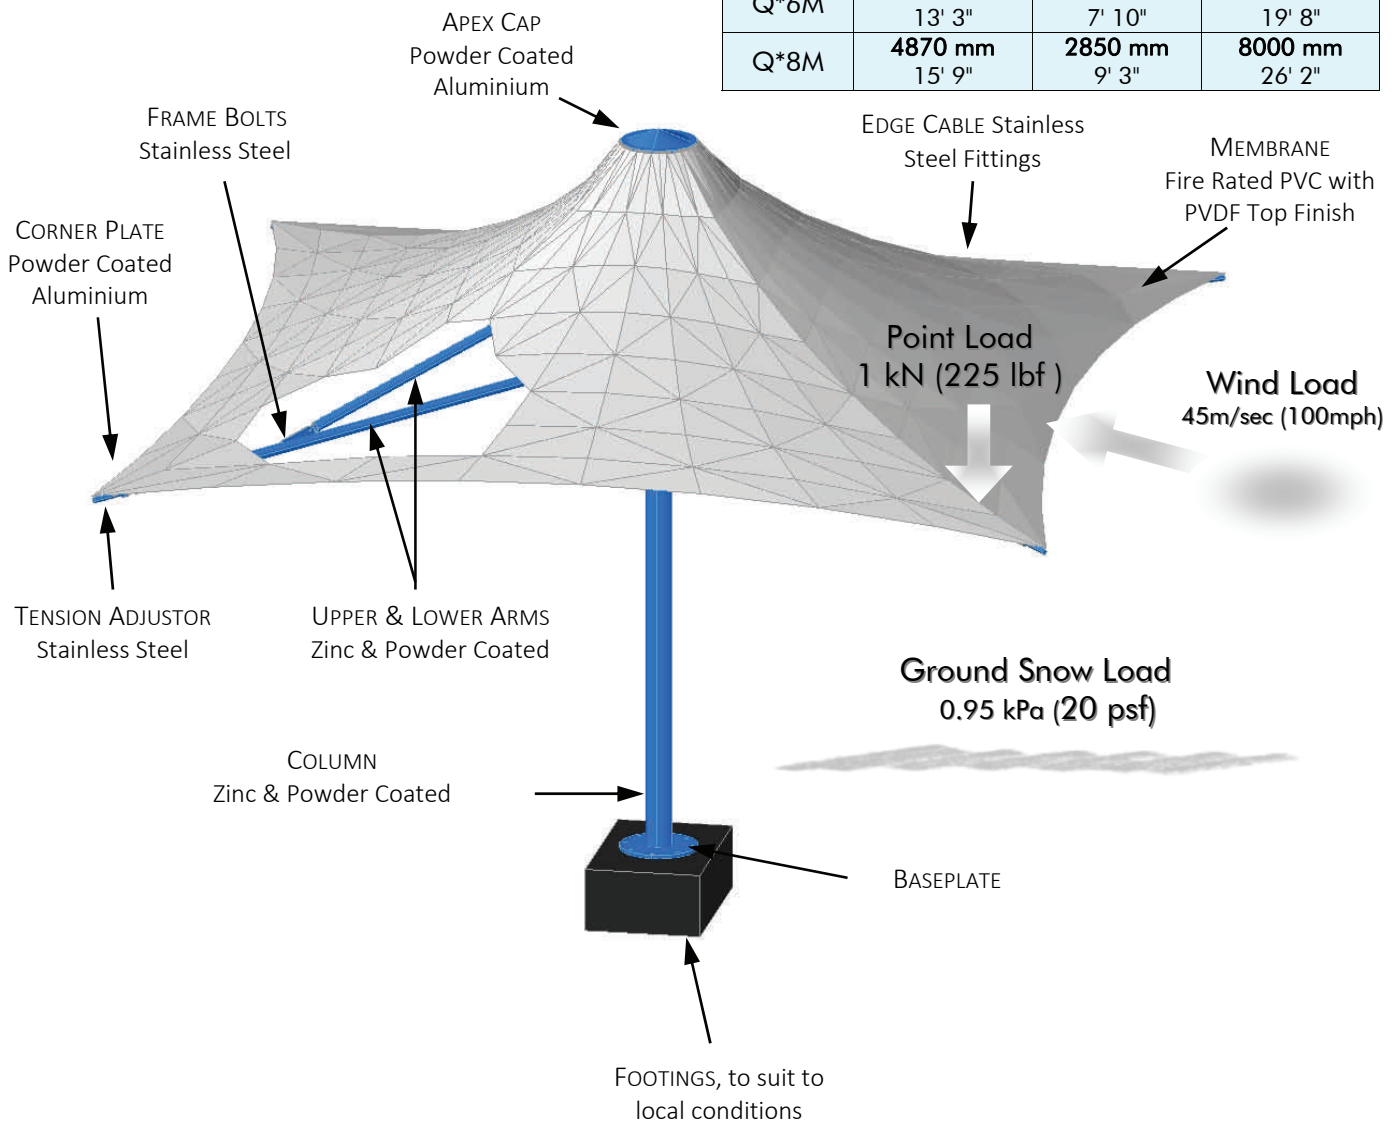 Q*6M
13' 3" 7' 10" 19' 8"
Q*8M 4870 mm 2850 mm 8000 mm
15' 9" 9' 3" 26' 2"
APEX CAP
Powder Coated
Aluminium
FRAME BOLTS
Stainless Steel
EDGE CABLE Stainless
Steel Fittings
MEMBRANE
Fire Rated PVC with
PVDF Top Finish
CORNER PLATE
Powder Coated
Aluminium
Point Load
1 kN (225 lbf )
Wind Load
45m/sec (100mph)
TENSION ADJUSTOR
Stainless Steel
UPPER & LOWER ARMS
Zinc & Powder Coated
Ground Snow Load
0.95 kPa (20 psf)
COLUMN
Zinc & Powder Coated
BASEPLATE
FOOTINGS, to suit to
local conditions